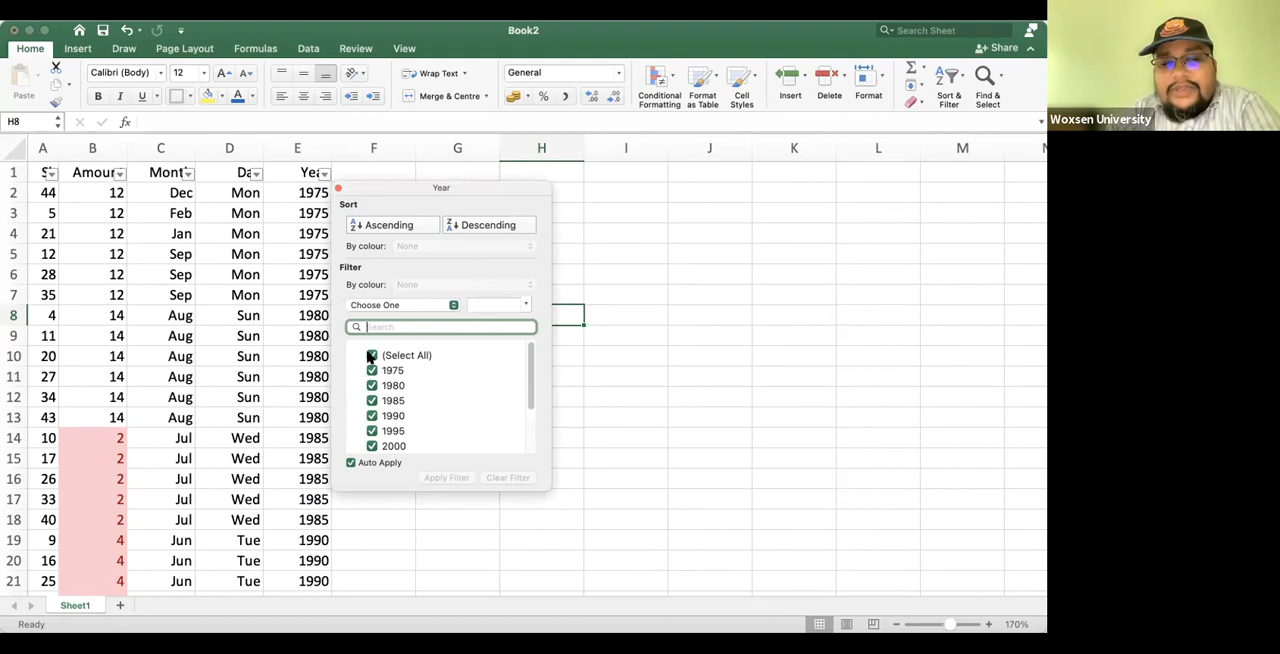 Book2
Search Sheet
Home Insert Draw Page Layout Formulas Data Review View
Share
Paste
Calibri (Body) 12
B I U
Wrap Text
Merge & Centre
General
Conditional Formatting
Format as Table
Cell Styles
Insert
Delete
Format
Sort & Filter
Find & Select
Woxsen University
H8 fx
A B C D E F G H I J K L M
1 Month Year
2 44 12 Dec Mon 1975
3 5 12 Feb Mon 1975
4 21 12 Jan Mon 1975
5 12 12 Sep Mon 1975
6 28 12 Sep Mon 1975
7 35 12 Sep Mon 1975
8 4 14 Aug Sun 1980
9 11 14 Aug Sun 1980
10 20 14 Aug Sun 1980
11 27 14 Aug Sun 1980
12 34 14 Aug Sun 1980
13 43 14 Aug Sun 1980
14 10 2 Jul Wed 1985
15 17 2 Jul Wed 1985
16 26 2 Jul Wed 1985
17 33 2 Jul Wed 1985
18 40 2 Jul Wed 1985
19 9 4 Jun Tue 1990
20 16 4 Jun Tue 1990
21 25 4 Jun Tue 1990
Year
Sort
Ascending Descending
By colour: None
Filter
By colour: None
Choose One
Search
(Select All)
1975
1980
1985
1990
1995
2000
Auto Apply
Apply Filter Clear Filter
Sheet1
Ready
170%